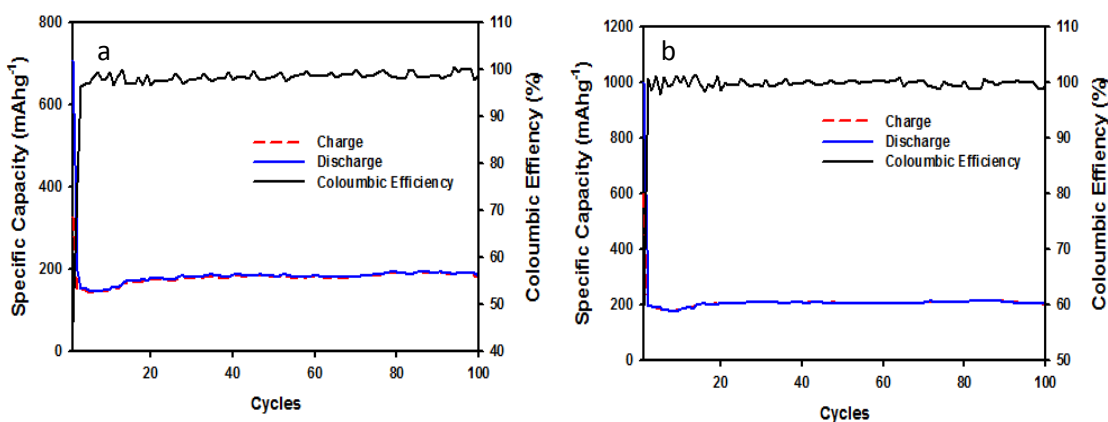 a
Specific Capacity (mAhg-1)
800
600
400
200
0
Charge
Discharge
Coloumbic Efficiency
110
100
90
80
70
60
50
40
Coloumbic Effiency (%)
20 40 60 80 100
Cycles
b
Specific Capacity (mAhg-1)
1200
1000
800
600
400
200
0
Charge
Discharge
Coloumbic Efficiency
110
100
90
80
70
60
50
Coloumbic Effiency (%)
20 40 60 80 100
Cycles